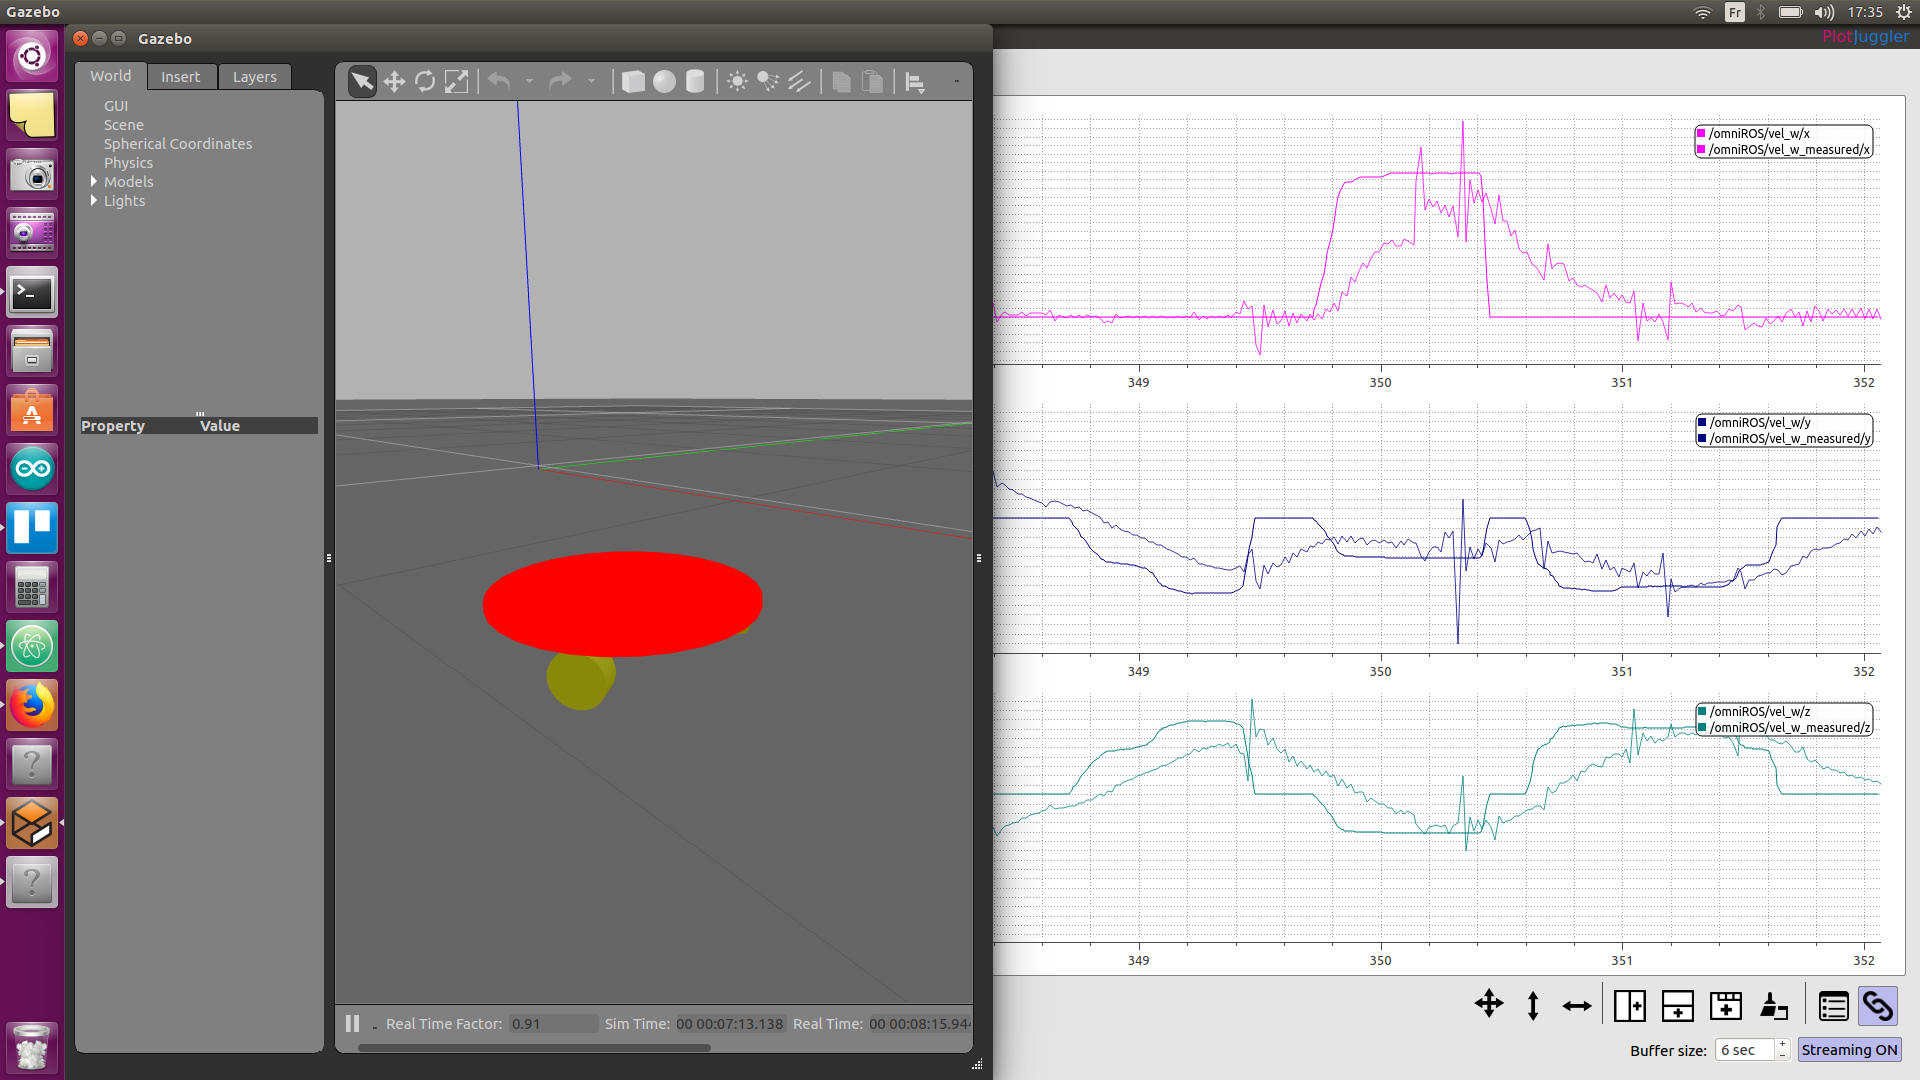 Gazebo
Fr
17:35
Gazebo
PlotJuggler
World
Insert
Layers
GUI
Scene
Spherical Coordinates
Physics
Models
Lights
Property
Value
Real Time Factor:
0.91
Sim Time:
00 00:07:13.138
Real Time:
00 00:08:15.944
/omniROS/vel_w/x
/omniROS/vel_w_measured/x
349
350
351
352
/omniROS/vel_w/y
/omniROS/vel_w_measured/y
349
350
351
352
/omniROS/vel_w/z
/omniROS/vel_w_measured/z
349
350
351
352
Buffer size:
6 sec
Streaming ON